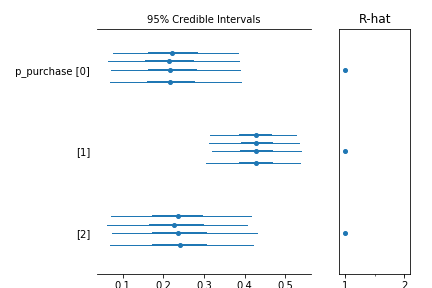 95% Credible Intervals
R-hat
p_purchase [0]
[1]
[2]
0.1 0.2 0.3 0.4 0.5
1 2